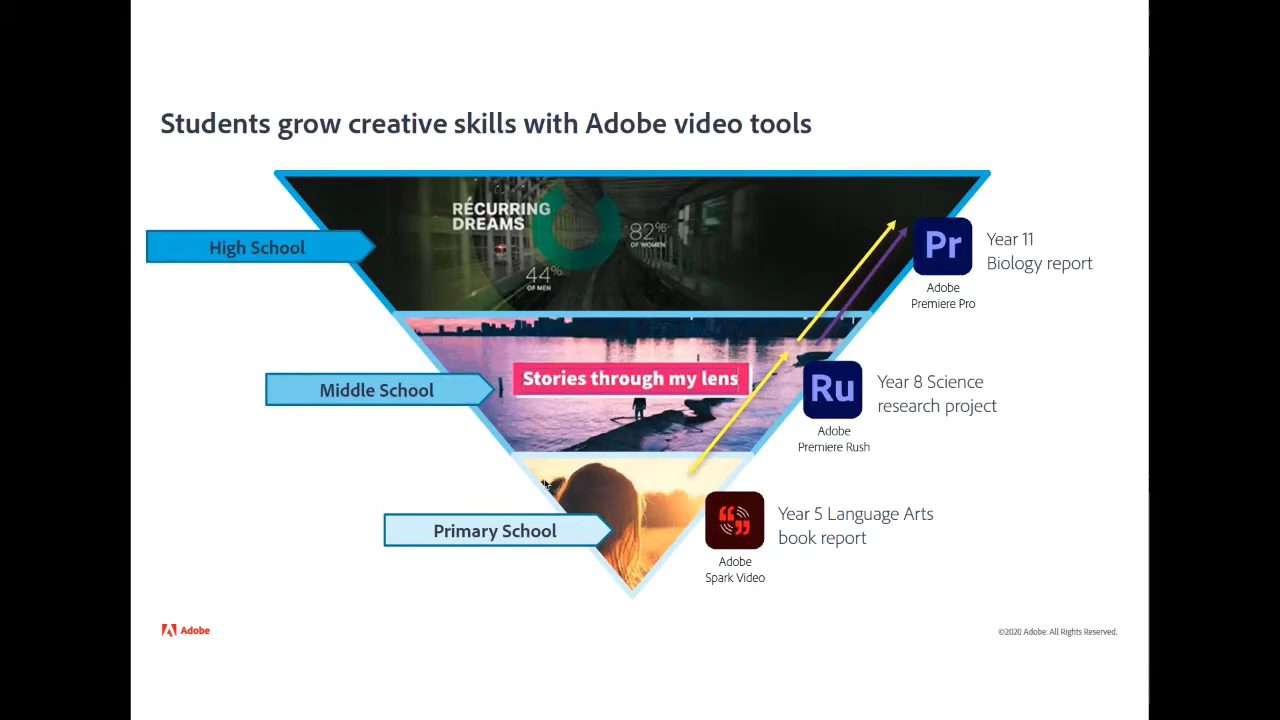 Students grow creative skills with Adobe video tools
RÉCURRING
DREAMS
82%
OF WOMEN
44%
OF MEN
High School
Pr
Year 11
Biology report
Adobe
Premiere Pro
Stories through my lens
Middle School
Ru
Year 8 Science
research project
Adobe
Premiere Rush
Primary School
Year 5 Language Arts
book report
Adobe
Spark Video
Adobe
©2020 Adobe. All Rights Reserved.